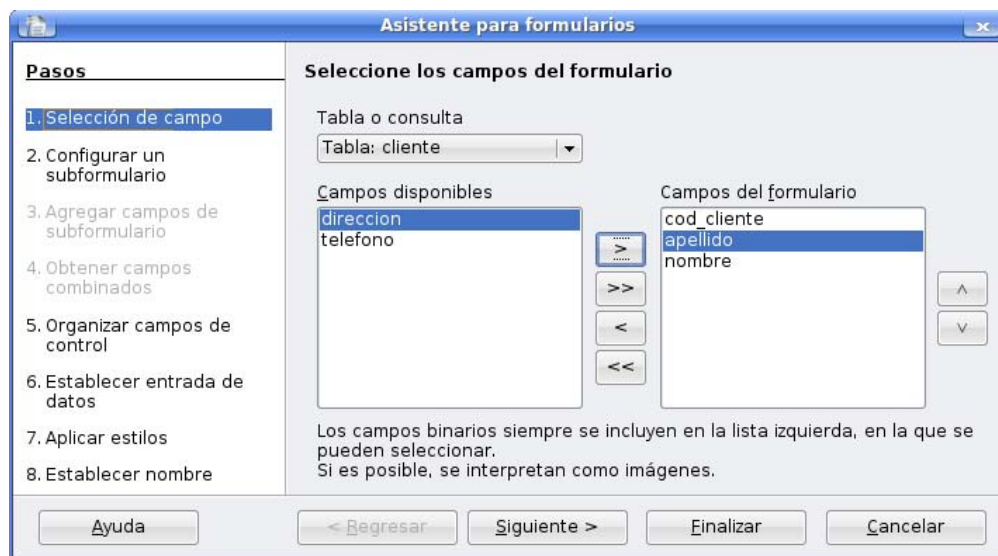 Asistente para formularios
Pasos
1. Selección de campo
2. Configurar un
subformulario
3. Agregar campos de
subformulario
4. Obtener campos
combinados
5. Organizar campos de
control
6. Establecer entrada de
datos
7. Aplicar estilos
8. Establecer nombre
Seleccione los campos del formulario
Tabla o consulta
Tabla: cliente
Campos disponibles
direccion
telefono
>
>>
<
<<
Campos del formulario
cod_cliente
apellido
nombre
Los campos binarios siempre se incluyen en la lista izquierda, en la que se
pueden seleccionar.
Si es posible, se interpretan como imágenes.
Ayuda
< Regresar
Siguiente >
Finalizar
Cancelar